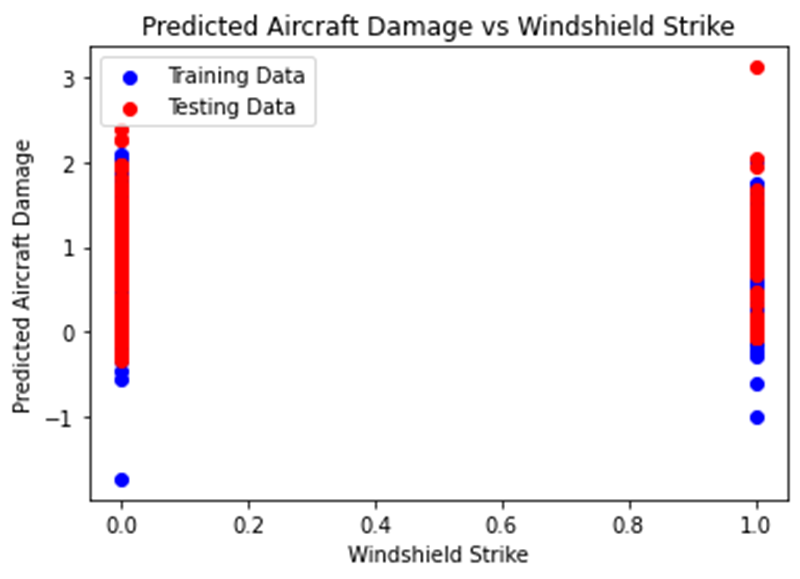 Predicted Aircraft Damage vs Windshield Strike
Training Data
Testing Data
Predicted Aircraft Damage
3
2
1
0
−1
0.0 0.2 0.4 0.6 0.8 1.0
Windshield Strike